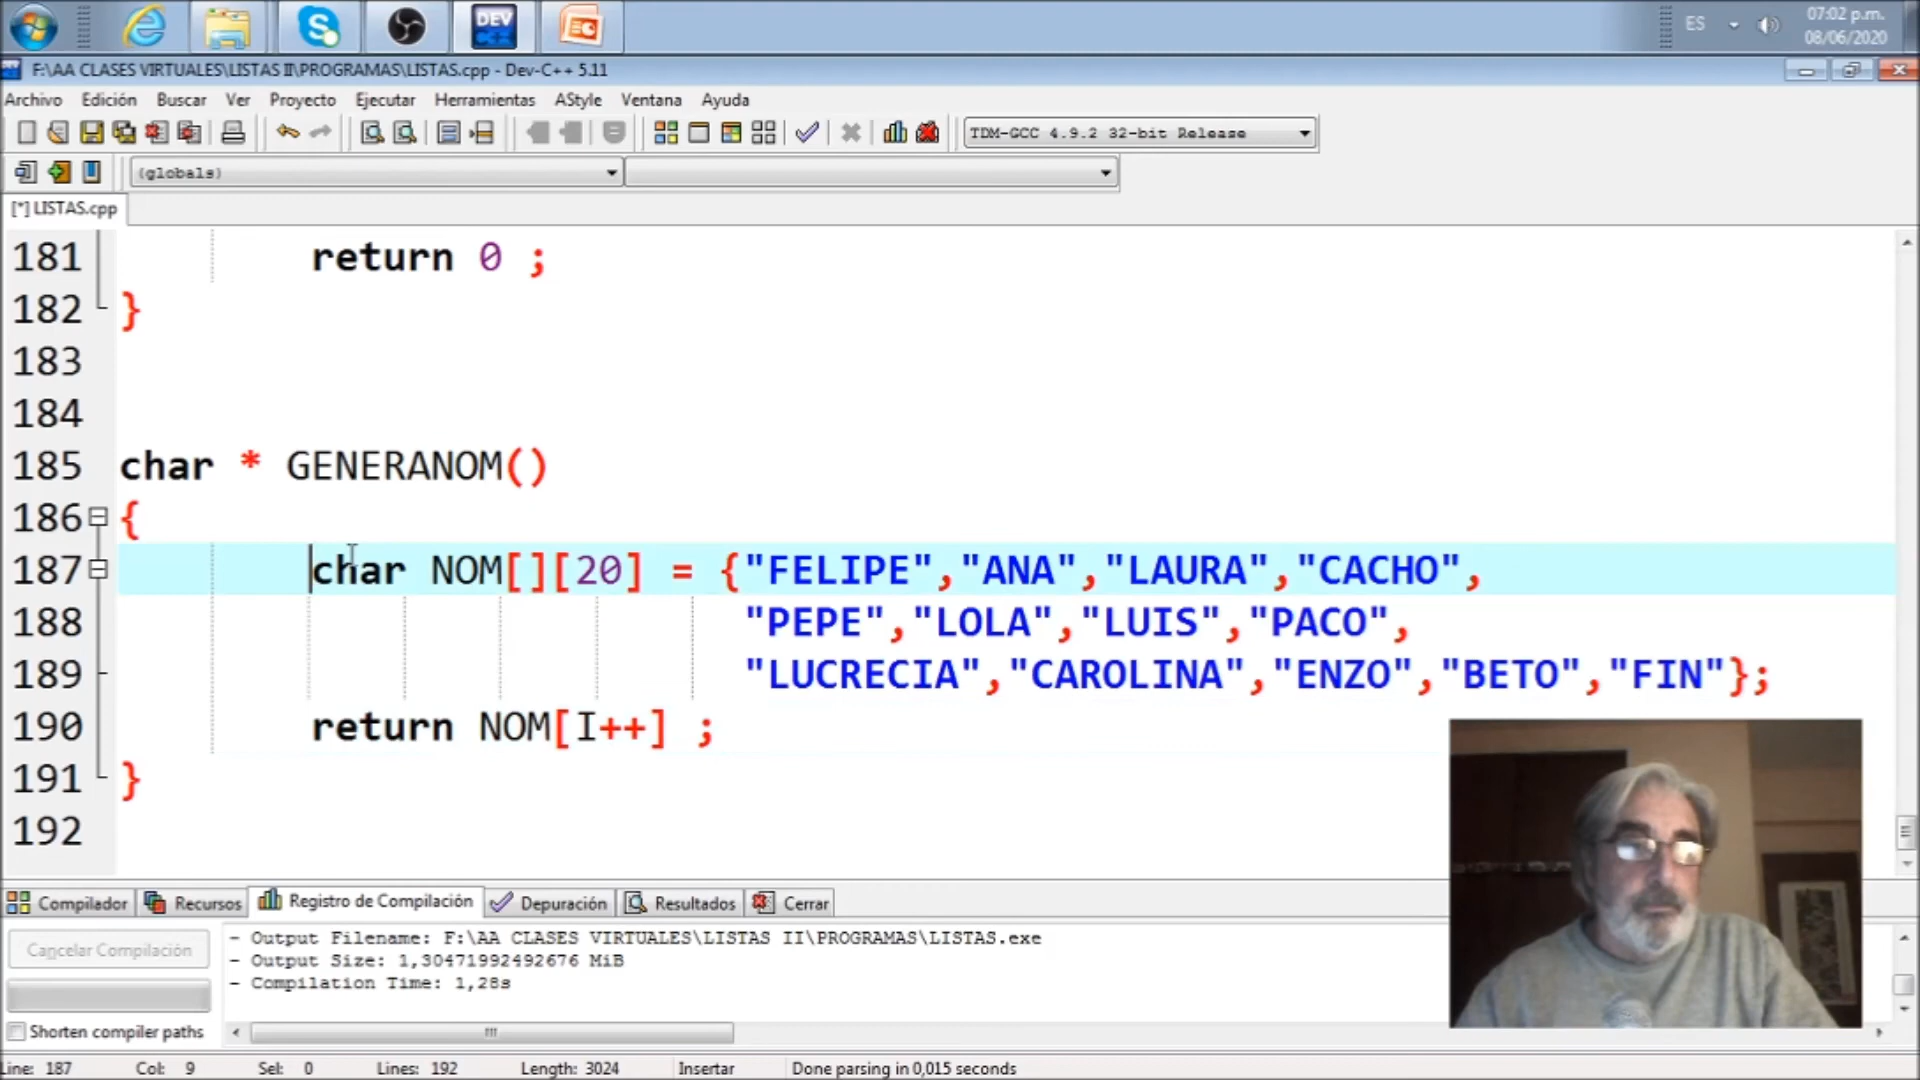 DEV
C++
ES
07:02 p.m.
08/06/2020
F:\AA CLASES VIRTUALES\LISTAS II\PROGRAMAS\LISTAS.cpp - Dev-C++ 5.11
Archivo Edición Buscar Ver Proyecto Ejecutar Herramientas AStyle Ventana Ayuda
TDM-GCC 4.9.2 32-bit Release
(globals)
[*] LISTAS.cpp
181 return 0 ;
182 }
183
184
185 char * GENERANOM()
186 {
187 char NOM[][20] = {"FELIPE","ANA","LAURA","CACHO",
188 "PEPE","LOLA","LUIS","PACO",
189 "LUCRECIA","CAROLINA","ENZO","BETO","FIN"};
190 return NOM[I++] ;
191 }
192
Compilador Recursos Registro de Compilación Depuración Resultados Cerrar
Cancelar Compilación
- Output Filename: F:\AA CLASES VIRTUALES\LISTAS II\PROGRAMAS\LISTAS.exe
- Output Size: 1,30471992492676 MiB
- Compilation Time: 1,28s
Shorten compiler paths
Line: 187 Col: 9 Sel: 0 Lines: 192 Length: 3024 Insertar Done parsing in 0,015 seconds